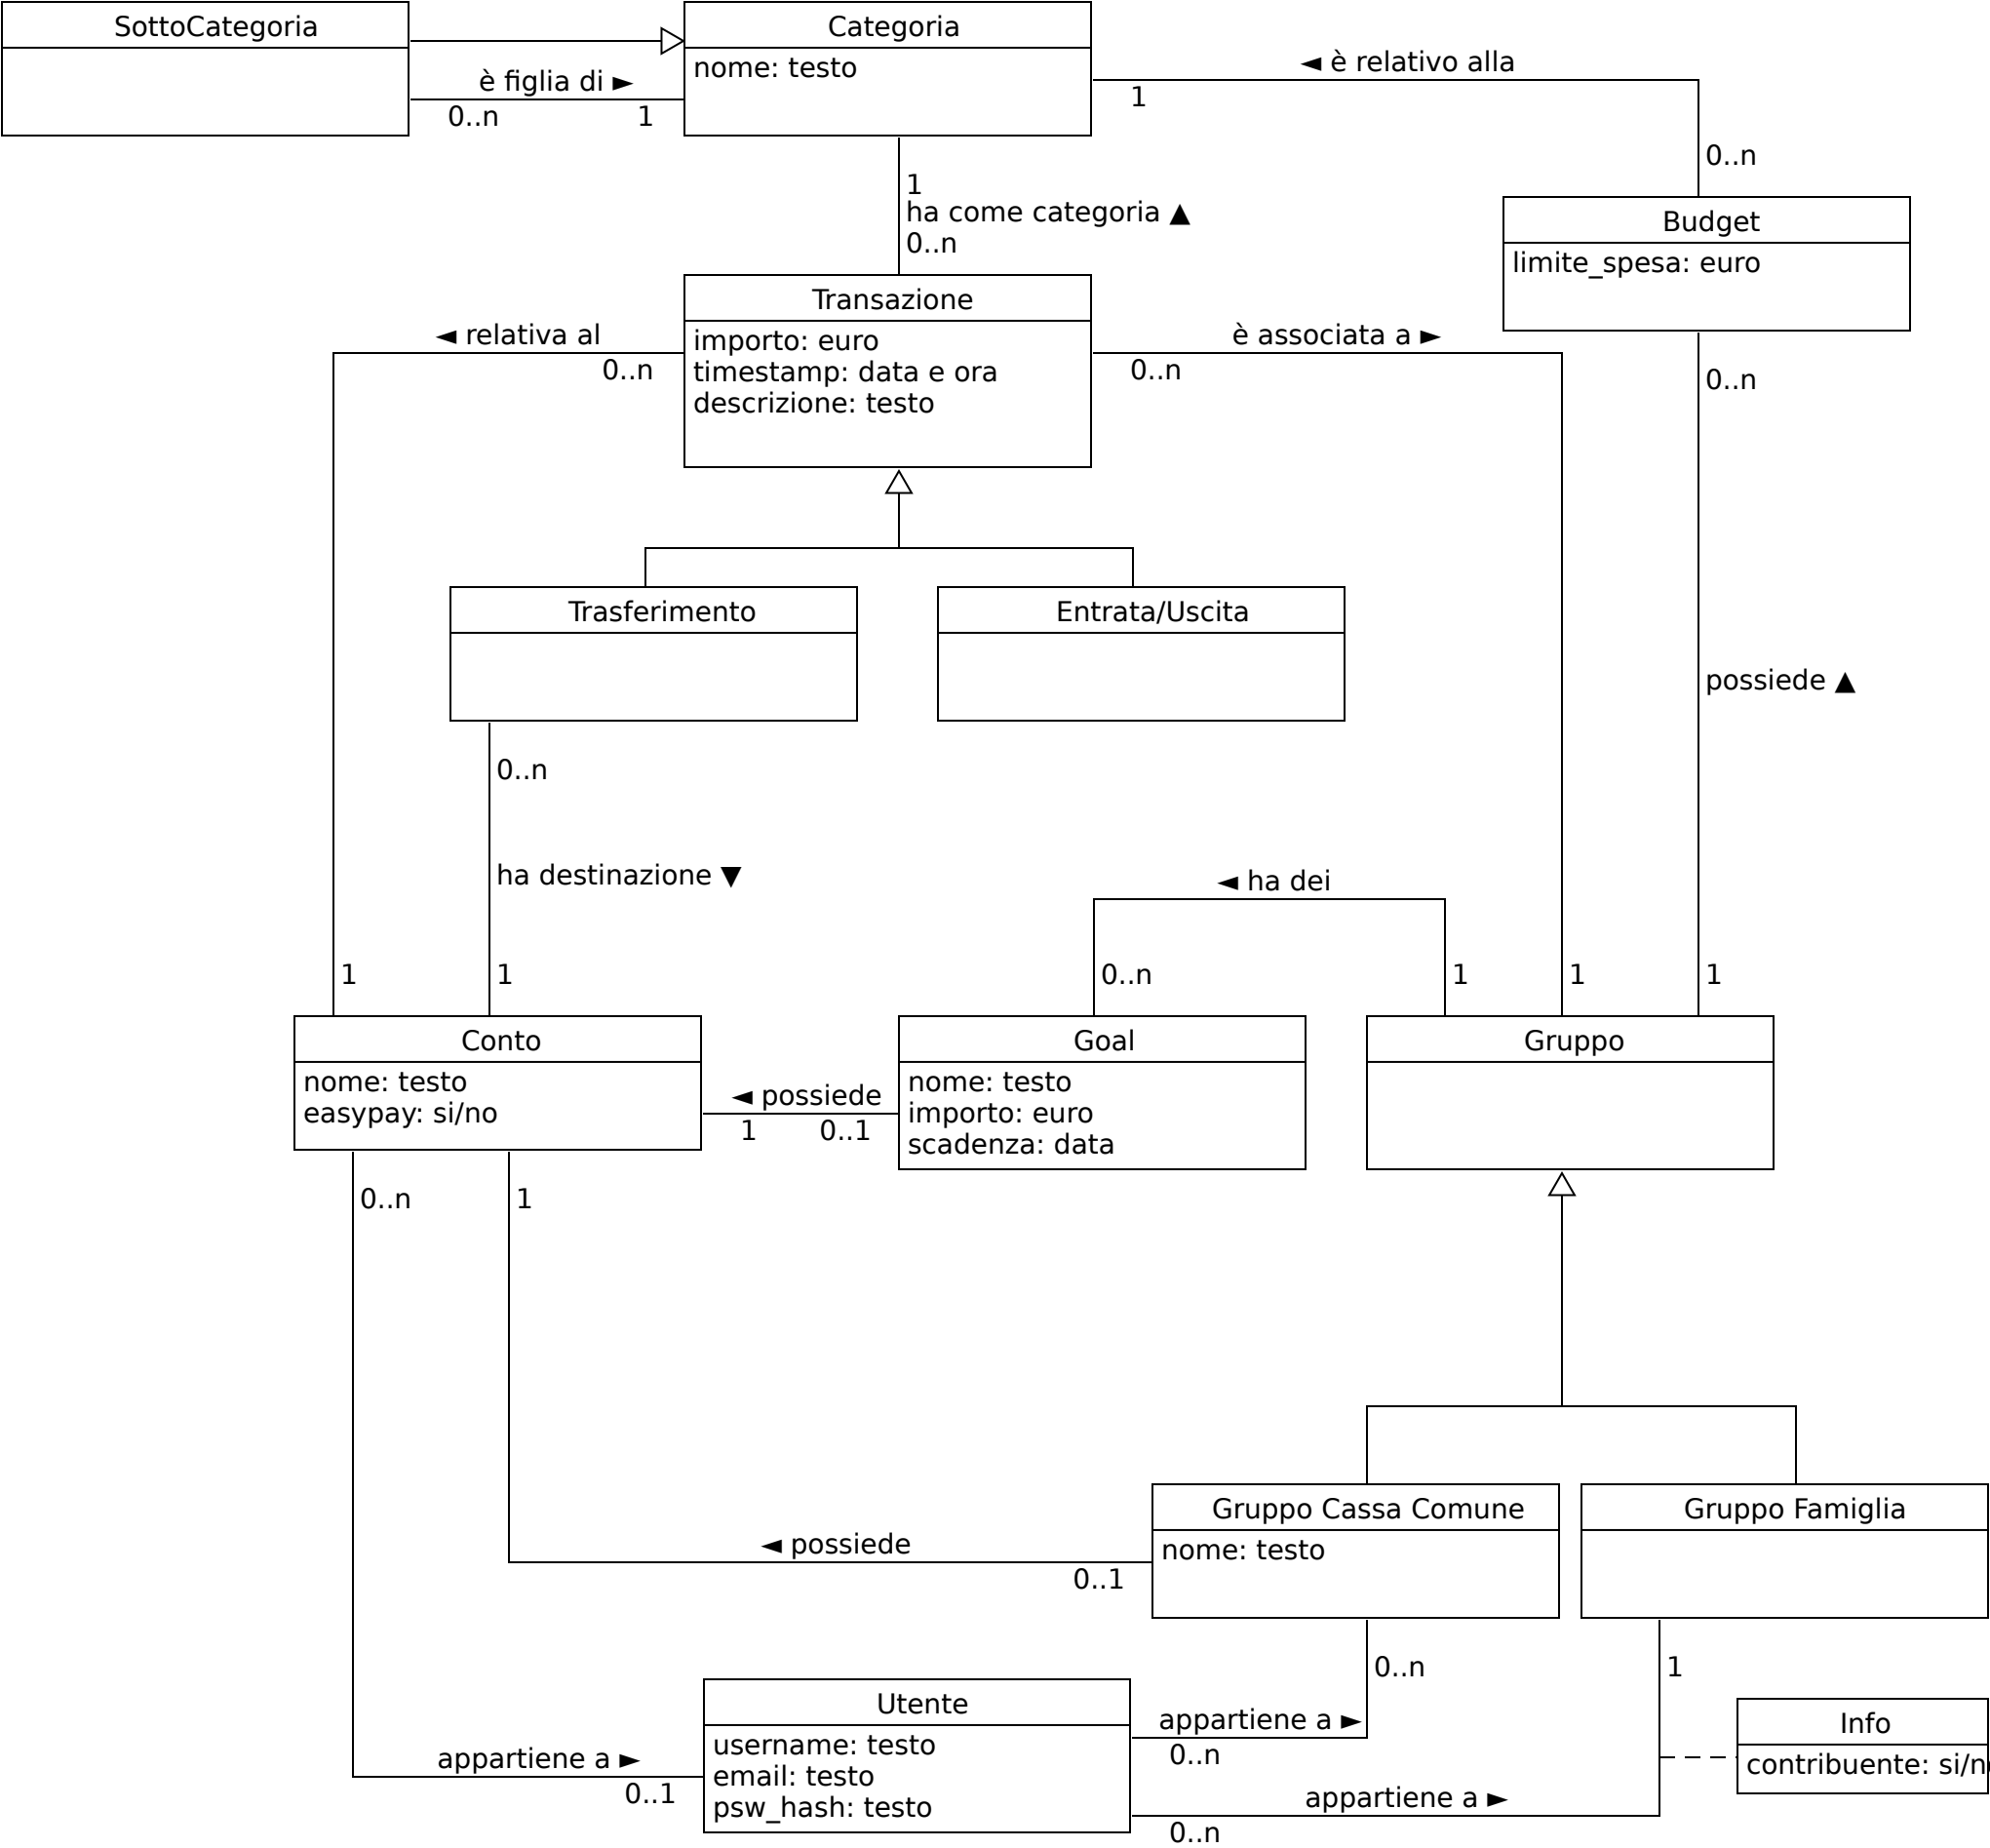 SottoCategoria
Categoria
nome: testo
◄ è relativo alla
è figlia di ►
0..n
1
1
0..n
1
ha come categoria ▲
0..n
Budget
limite_spesa: euro
Transazione
importo: euro
timestamp: data e ora
descrizione: testo
◄ relativa al
0..n
è associata a ►
0..n
0..n
Trasferimento
Entrata/Uscita
possiede ▲
0..n
ha destinazione ▼
◄ ha dei
1
1
0..n
1
1
1
Conto
nome: testo
easypay: si/no
◄ possiede
1
0..1
Goal
nome: testo
importo: euro
scadenza: data
Gruppo
0..n
1
Gruppo Cassa Comune
nome: testo
Gruppo Famiglia
◄ possiede
0..1
0..n
1
Utente
username: testo
email: testo
psw_hash: testo
appartiene a ►
0..n
Info
contribuente: si/n
appartiene a ►
0..1
appartiene a ►
0..n